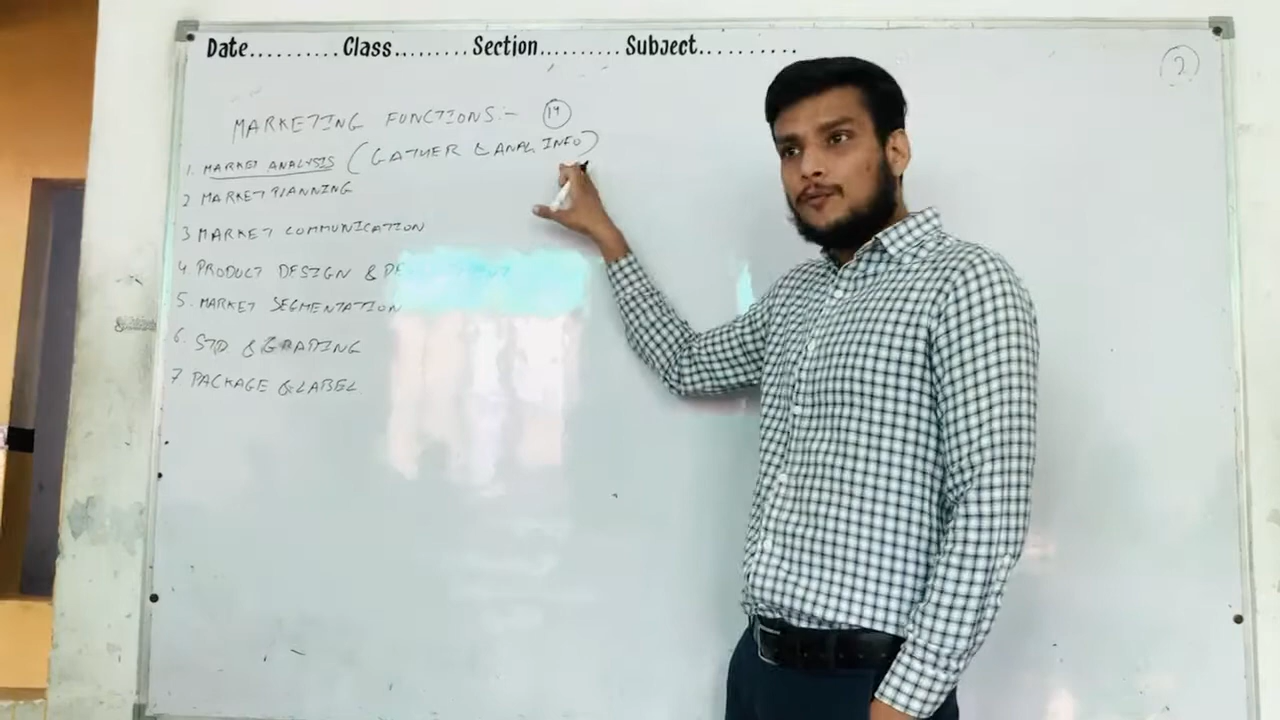 Date..........Class........Section.........Subject..........
2
MARKETING FUNCTIONS:- 14
1. MARKET ANALYSIS (GATHER & ANAL INFO)
2 MARKET PLANNING
3 MARKET COMMUNICATION
4. PRODUCT DESIGN &
5. MARKET SEGMENTATION
6. STD. & GRADING
7 PACKAGE & LABEL